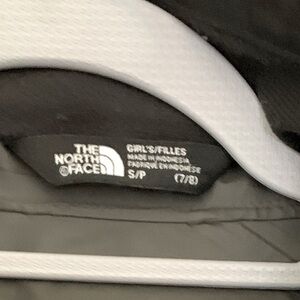 THE
NORTH
FACE
GIRL'S/FILLES
MADE IN INDONESIA
FABRIQUÉ EN INDONÉSIE
S/P (7/8)